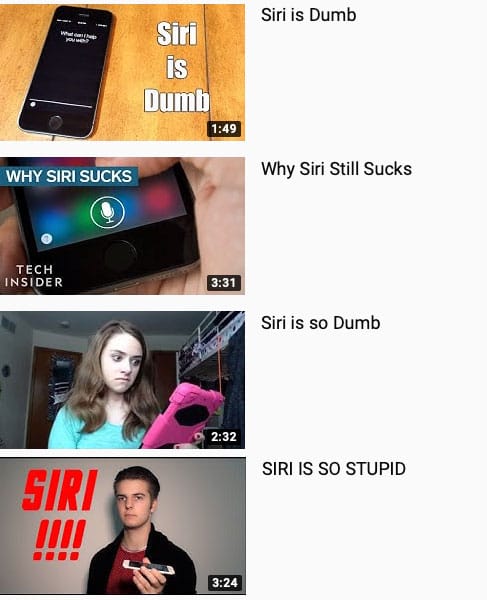 What can I help
you with?
Siri
is
Dumb
1:49
Siri is Dumb
WHY SIRI SUCKS
TECH
INSIDER
3:31
Why Siri Still Sucks
2:32
Siri is so Dumb
SIRI
!!!!
3:24
SIRI IS SO STUPID